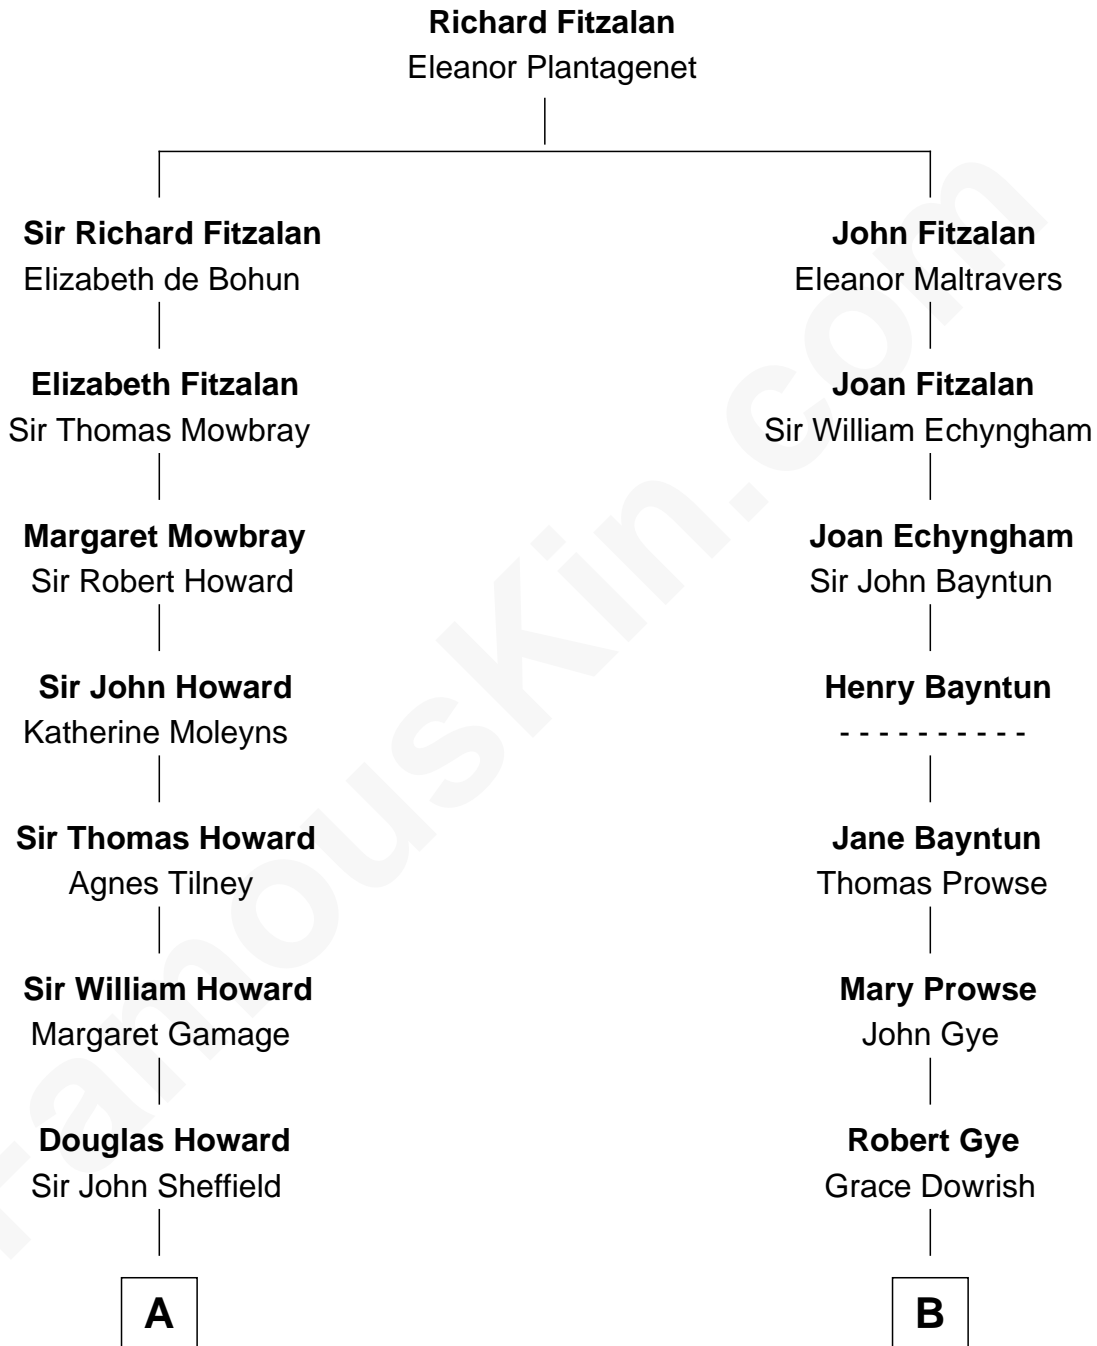 Richard Fitzalan
Eleanor Plantagenet
Sir Richard Fitzalan
Elizabeth de Bohun
Elizabeth Fitzalan
Sir Thomas Mowbray
Margaret Mowbray
Sir Robert Howard
Sir John Howard
Katherine Moleyns
Sir Thomas Howard
Agnes Tilney
Sir William Howard
Margaret Gamage
Douglas Howard
Sir John Sheffield
A
John Fitzalan
Eleanor Maltravers
Joan Fitzalan
Sir William Echyngham
Joan Echyngham
Sir John Bayntun
Henry Bayntun
- - - - - - - - - -
Jane Bayntun
Thomas Prowse
Mary Prowse
John Gye
Robert Gye
Grace Dowrish
B
FamousKin.com